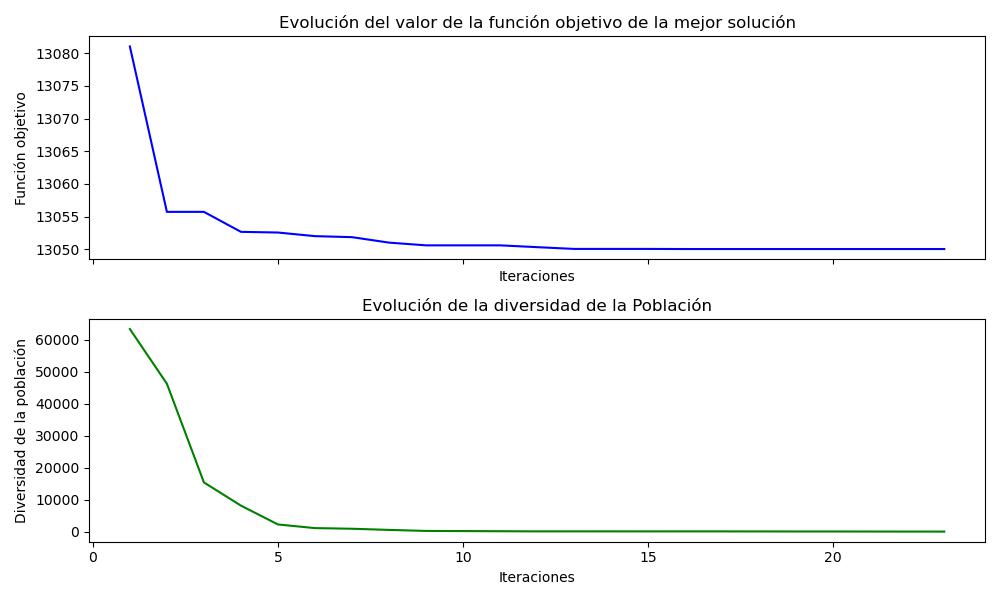 Evolución del valor de la función objetivo de la mejor solución
Función objetivo
13080
13075
13070
13065
13060
13055
13050
0
Iteraciones
Evolución de la diversidad de la Población
Diversidad de la población
60000
50000
40000
30000
20000
10000
0
0 5 10 15 20
Iteraciones